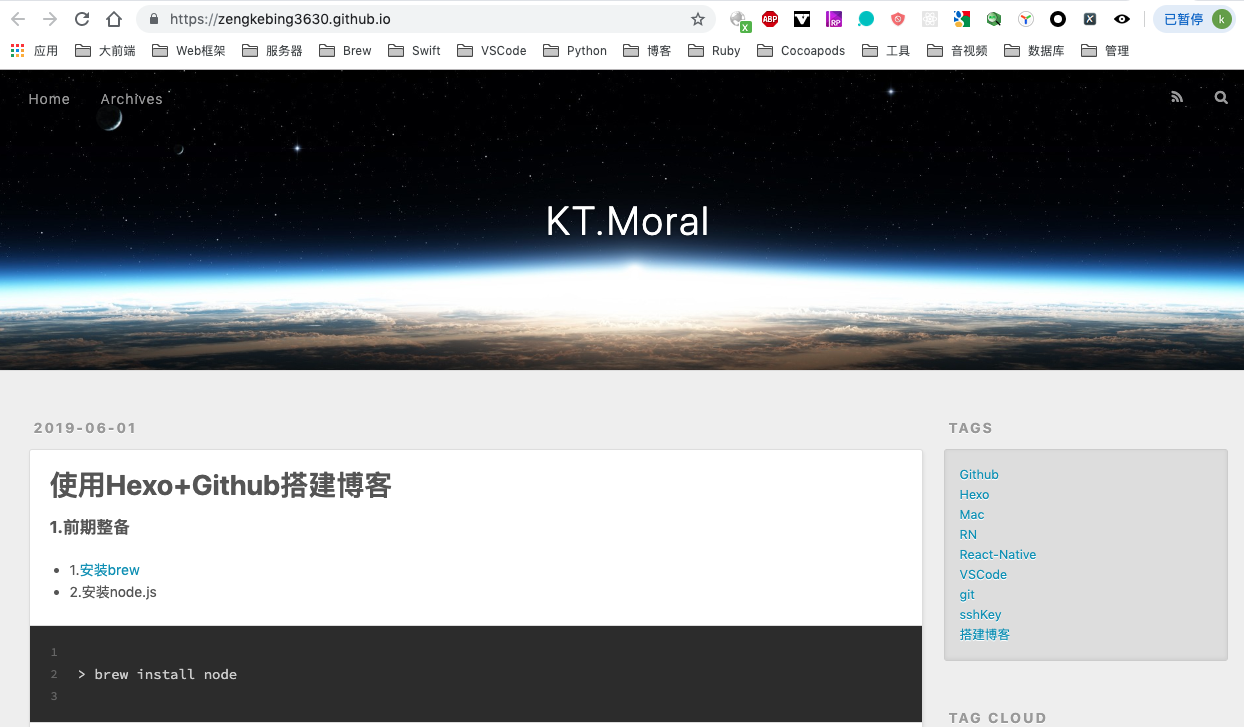 https://zengkebing3630.github.io
X
ABP
RP
X
已暂停
k
应用
大前端
Web框架
服务器
Brew
Swift
VSCode
Python
博客
Ruby
Cocoapods
工具
音视频
数据库
管理
Home
Archives
KT.Moral
2019-06-01
TAGS
使用Hexo+Github搭建博客
1.前期整备
1.安装brew
2.安装node.js
1
2 > brew install node
3
Github
Hexo
Mac
RN
React-Native
VSCode
git
sshKey
搭建博客
TAG CLOUD